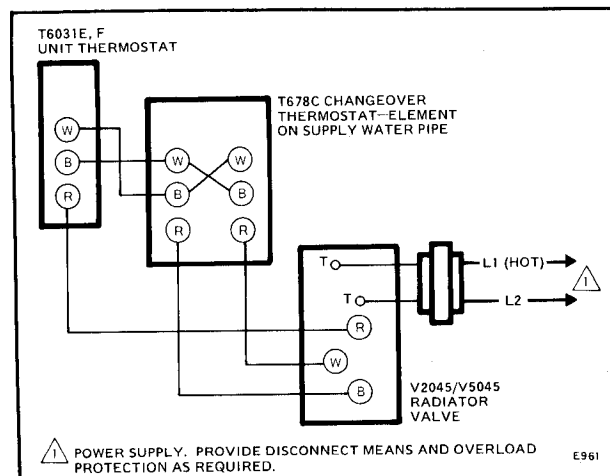 T6031E, F
UNIT THERMOSTAT
T678C CHANGEOVER
THERMOSTAT—ELEMENT
ON SUPPLY WATER PIPE
W
B
R
W
B
R
W
B
R
T
T
R
W
B
L1 (HOT)
L2
1
V2045/V5045
RADIATOR
VALVE
1 POWER SUPPLY. PROVIDE DISCONNECT MEANS AND OVERLOAD
PROTECTION AS REQUIRED.
E961